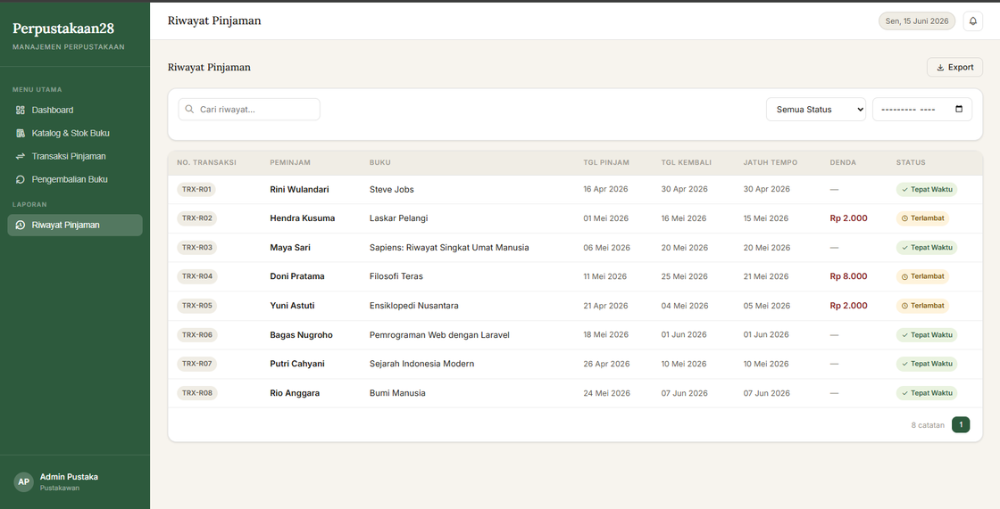 Perpustakaan28
MANAJEMEN PERPUSTAKAAN
MENU UTAMA
Dashboard
Katalog & Stok Buku
Transaksi Pinjaman
Pengembalian Buku
LAPORAN
Riwayat Pinjaman
AP
Admin Pustaka
Pustakawan
Riwayat Pinjaman
Sen, 15 Juni 2026
Riwayat Pinjaman
Export
Cari riwayat...
Semua Status
--------- ----
NO. TRANSAKSI PEMINJAM BUKU TGL PINJAM TGL KEMBALI JATUH TEMPO DENDA STATUS
TRX-R01 Rini Wulandari Steve Jobs 16 Apr 2026 30 Apr 2026 30 Apr 2026 — Tepat Waktu
TRX-R02 Hendra Kusuma Laskar Pelangi 01 Mei 2026 16 Mei 2026 15 Mei 2026 Rp 2.000 Terlambat
TRX-R03 Maya Sari Sapiens: Riwayat Singkat Umat Manusia 06 Mei 2026 20 Mei 2026 20 Mei 2026 — Tepat Waktu
TRX-R04 Doni Pratama Filosofi Teras 11 Mei 2026 25 Mei 2026 21 Mei 2026 Rp 8.000 Terlambat
TRX-R05 Yuni Astuti Ensiklopedi Nusantara 21 Apr 2026 04 Mei 2026 05 Mei 2026 Rp 2.000 Terlambat
TRX-R06 Bagas Nugroho Pemrograman Web dengan Laravel 18 Mei 2026 01 Jun 2026 01 Jun 2026 — Tepat Waktu
TRX-R07 Putri Cahyani Sejarah Indonesia Modern 26 Apr 2026 10 Mei 2026 10 Mei 2026 — Tepat Waktu
TRX-R08 Rio Anggara Bumi Manusia 24 Mei 2026 07 Jun 2026 07 Jun 2026 — Tepat Waktu
8 catatan 1